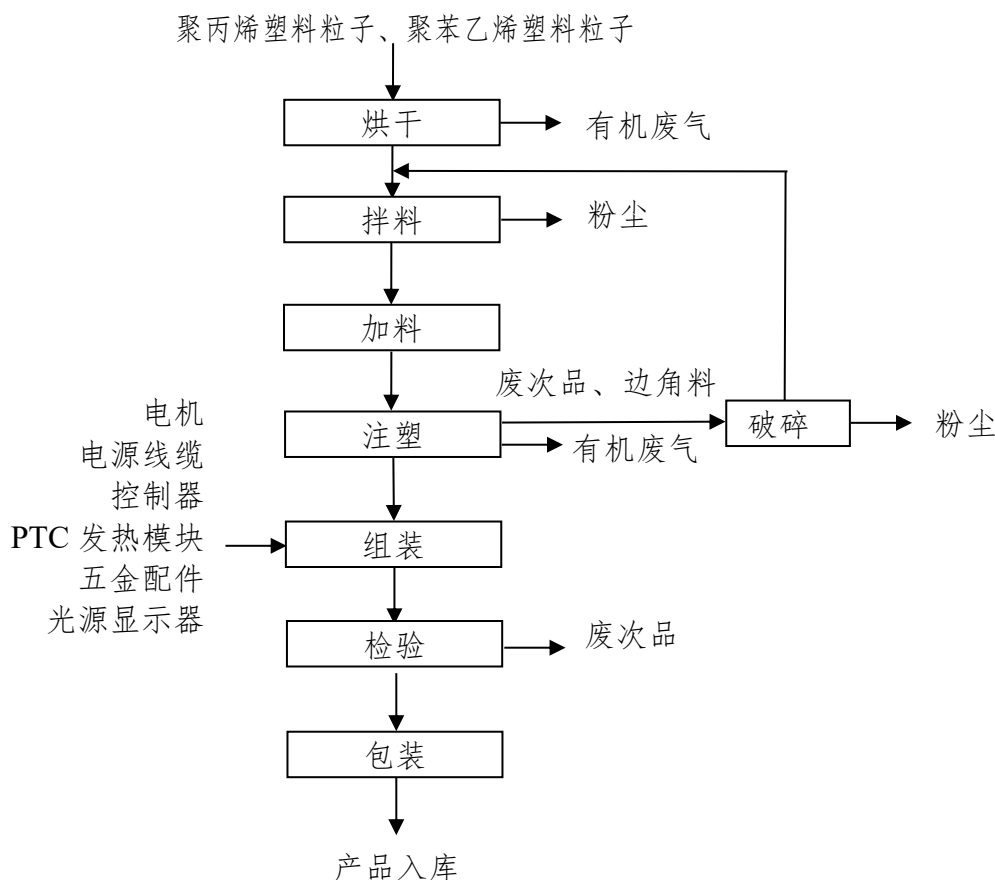 聚丙烯塑料粒子、聚苯乙烯塑料粒子
烘干
有机废气
拌料
粉尘
加料
废次品、边角料
注塑
有机废气
破碎
粉尘
电机
电源线缆
控制器
PTC 发热模块
五金配件
光源显示器
组装
检验
废次品
包装
产品入库